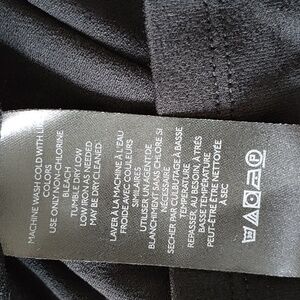 MACHINE WASH COLD WITH LIKE
COLORS
USE ONLY NON-CHLORINE
BLEACH
TUMBLE DRY LOW
LOW IRON AS NEEDED
MAY BE DRY CLEANED
LAVER À LA MACHINE À L'EAU
FROIDE AVEC COULEURS
SIMILAIRES
UTILISER UN AGENT DE
BLANCHIMENT SANS CHLORE SI
NÉCESSAIRE
SECHER PAR CULBUTAGE À BASSE
TEMPÉRATURE
REPASSER, AU BESOIN, À TRÈS
BASSE TEMPÉRATURE
PEUT-ÊTRE ÊTRE NETTOYÉE
À SEC